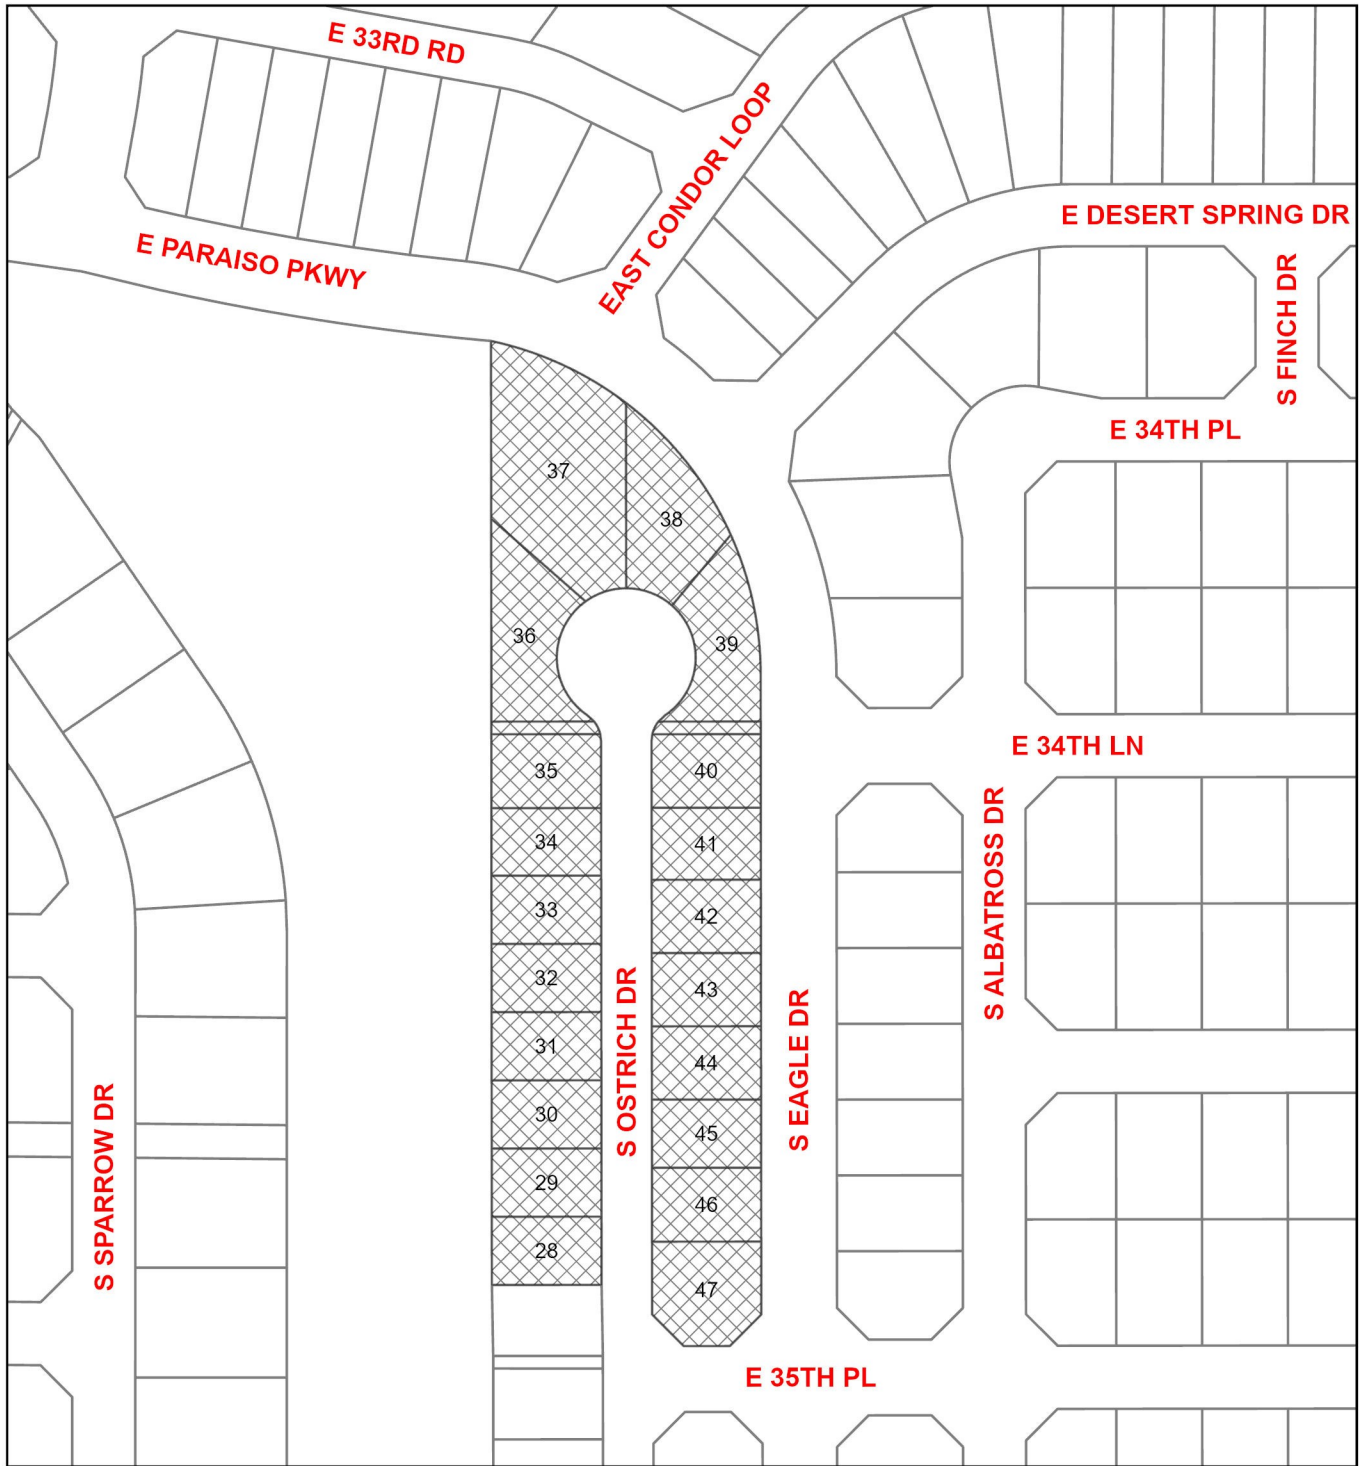 E 33RD RD
EAST CONDOR LOOP
E DESERT SPRING DR
E PARAISO PKWY
S FINCH DR
E 34TH PL
37
38
36
39
E 34TH LN
35
40
34
41
S ALBATROSS DR
33
42
32
43
31
44
S OSTRICH DR
S EAGLE DR
30
45
S SPARROW DR
29
46
28
47
E 35TH PL